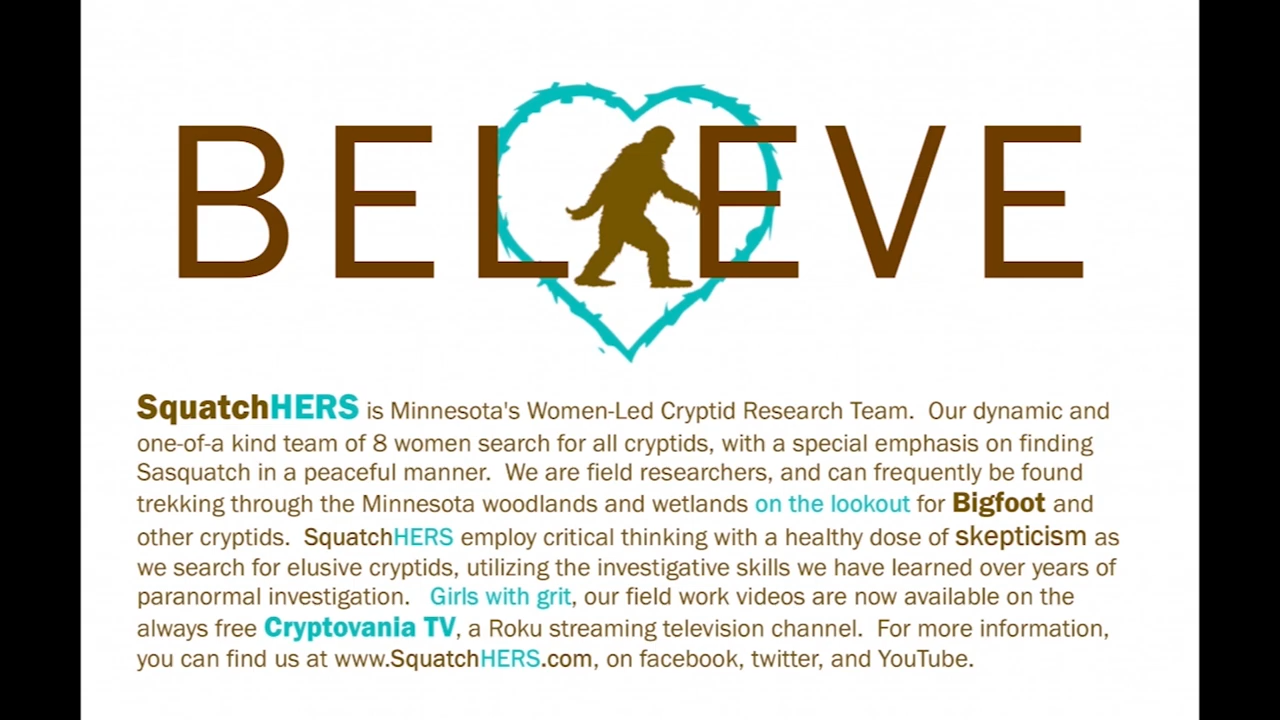 BEL EVE
SquatchHERS is Minnesota's Women-Led Cryptid Research Team.  Our dynamic and
one-of-a kind team of 8 women search for all cryptids, with a special emphasis on finding
Sasquatch in a peaceful manner.  We are field researchers, and can frequently be found
trekking through the Minnesota woodlands and wetlands on the lookout for Bigfoot and
other cryptids.  SquatchHERS employ critical thinking with a healthy dose of skepticism as
we search for elusive cryptids, utilizing the investigative skills we have learned over years of
paranormal investigation.   Girls with grit, our field work videos are now available on the
always free Cryptovania TV, a Roku streaming television channel.  For more information,
you can find us at www.SquatchHERS.com, on facebook, twitter, and YouTube.